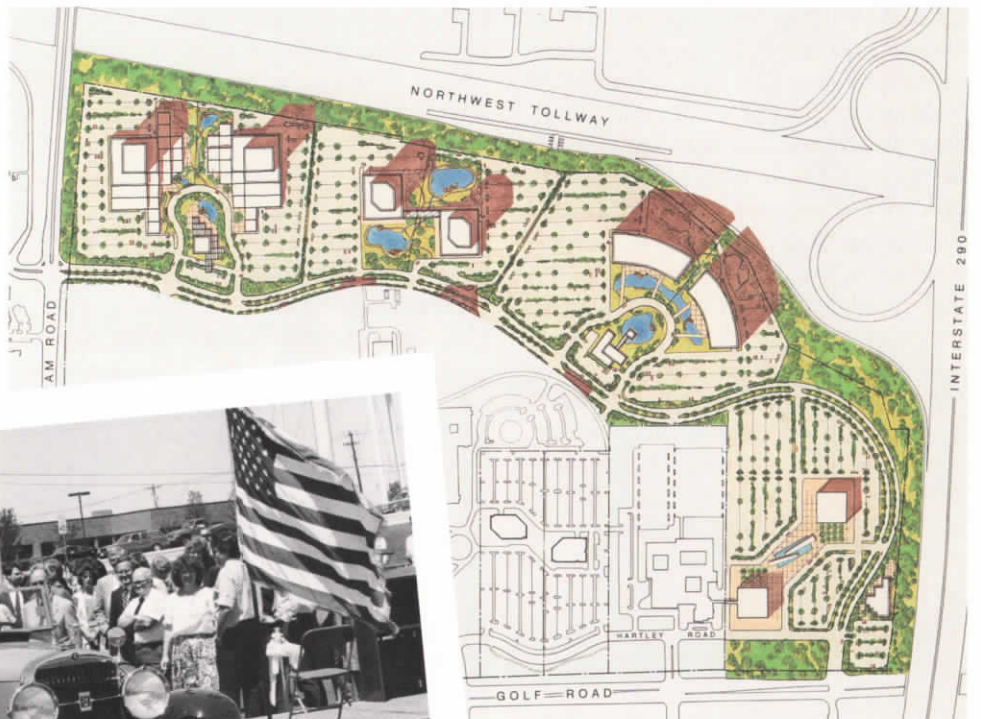 NORTHWEST TOLLWAY
INTERSTATE 290
AM ROAD
HARTLEY ROAD
GOLF ROAD